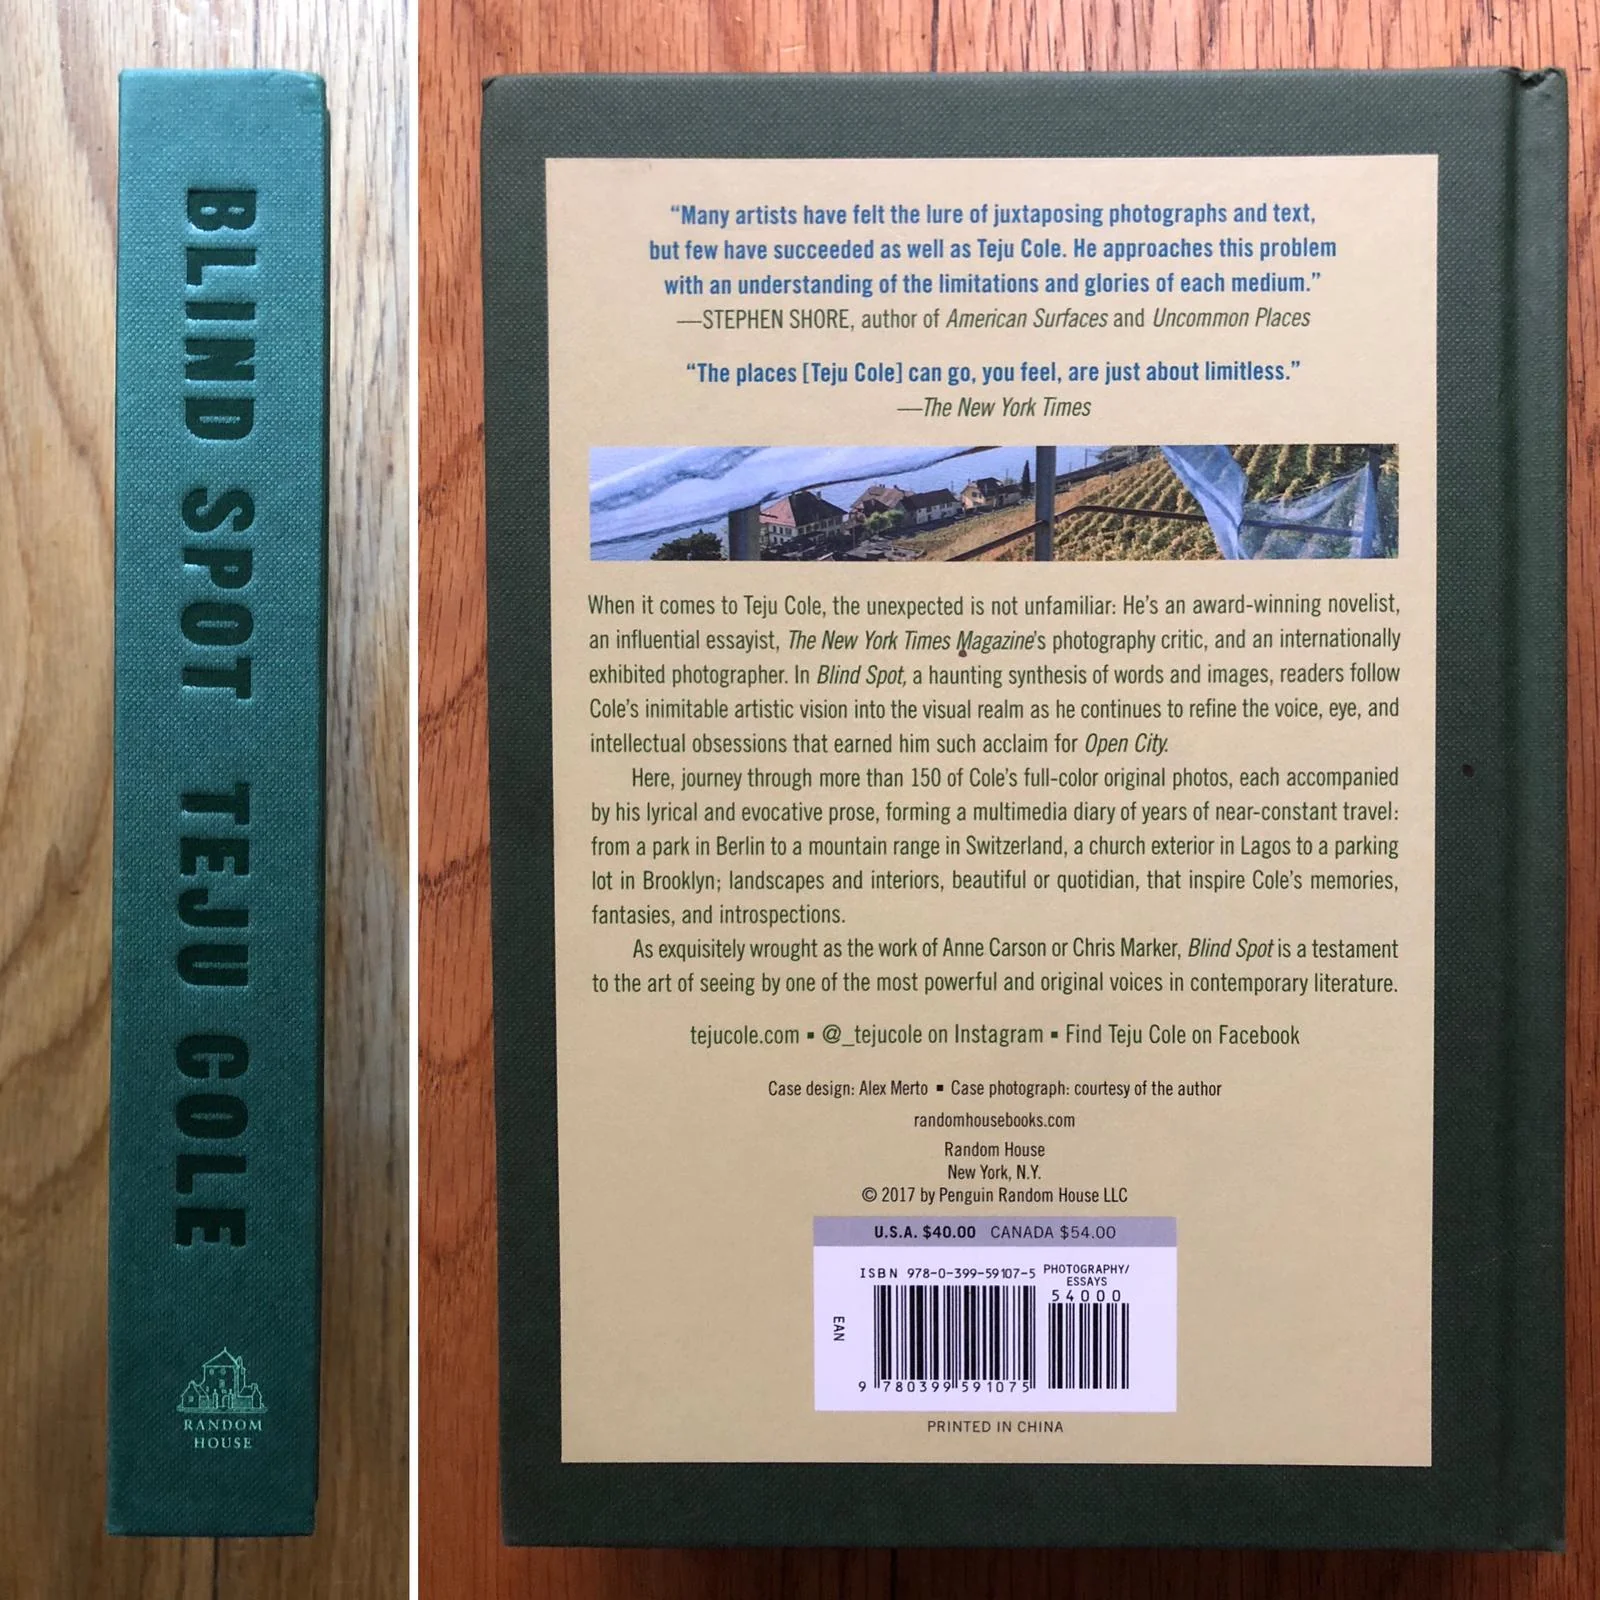 BLIND SPOT TEJU COLE
RANDOM
HOUSE
“Many artists have felt the lure of juxtaposing photographs and text,
but few have succeeded as well as Teju Cole. He approaches this problem
with an understanding of the limitations and glories of each medium.”
—STEPHEN SHORE, author of American Surfaces and Uncommon Places
“The places [Teju Cole] can go, you feel, are just about limitless.”
—The New York Times
When it comes to Teju Cole, the unexpected is not unfamiliar: He’s an award-winning novelist,
an influential essayist, The New York Times Magazine’s photography critic, and an internationally
exhibited photographer. In Blind Spot, a haunting synthesis of words and images, readers follow
Cole’s inimitable artistic vision into the visual realm as he continues to refine the voice, eye, and
intellectual obsessions that earned him such acclaim for Open City.
Here, journey through more than 150 of Cole’s full-color original photos, each accompanied
by his lyrical and evocative prose, forming a multimedia diary of years of near-constant travel:
from a park in Berlin to a mountain range in Switzerland, a church exterior in Lagos to a parking
lot in Brooklyn; landscapes and interiors, beautiful or quotidian, that inspire Cole’s memories,
fantasies, and introspections.
As exquisitely wrought as the work of Anne Carson or Chris Marker, Blind Spot is a testament
to the art of seeing by one of the most powerful and original voices in contemporary literature.
tejucole.com ▪ @_tejucole on Instagram ▪ Find Teju Cole on Facebook
Case design: Alex Merto ▪ Case photograph: courtesy of the author
randomhousebooks.com
Random House
New York, N.Y.
© 2017 by Penguin Random House LLC
U.S.A. $40.00 CANADA $54.00
ISBN 978-0-399-59107-5
PHOTOGRAPHY/
ESSAYS
54000
EAN
9 780399 591075
PRINTED IN CHINA